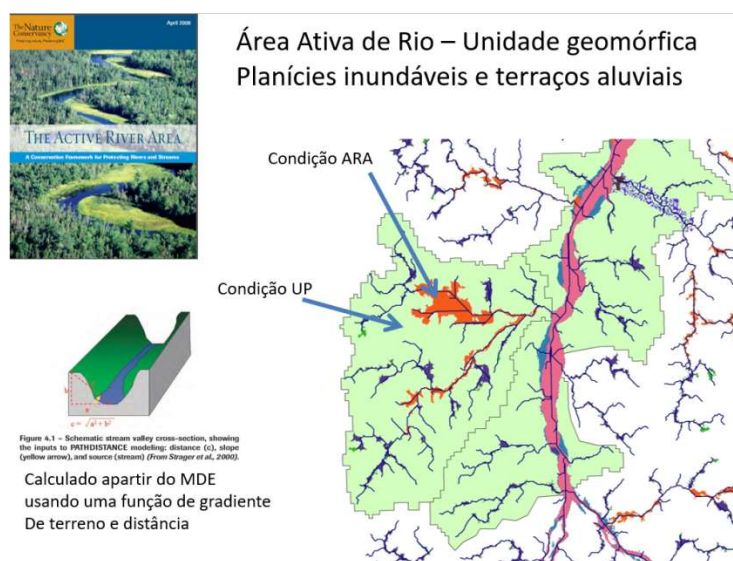 The Nature
Conservancy
April 2008
THE ACTIVE RIVER AREA
A Conservation Framework for Protecting Rivers and Streams
Área Ativa de Rio – Unidade geomórfica
Planícies inundáveis e terraços aluviais
Condição ARA
Condição UP
b
a
c = √a² + b²
Figure 4.1 – Schematic stream valley cross-section, showing
the inputs to PATHDISTANCE modeling: distance (c), slope
(yellow arrow), and source (stream) (From Strager et al., 2000).
Calculado apartir do MDE
usando uma função de gradiente
De terreno e distância